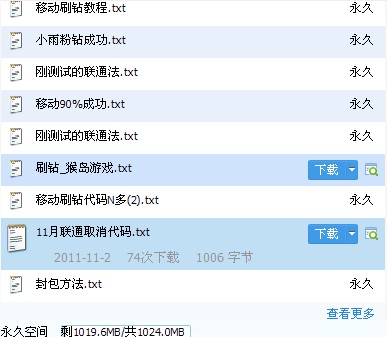 移动刷钻教程.txt 永久
小雨粉钻成功.txt 永久
刚测试的联通法.txt 永久
移动90%成功.txt 永久
刚测试的联通法.txt 永久
刷钻_猴岛游戏.txt 下载
移动刷钻代码N多(2).txt 永久
11月联通取消代码.txt 下载
2011-11-2 74次下载 1006 字节
封包方法.txt 永久
查看更多
永久空间 剩1019.6MB/共1024.0MB